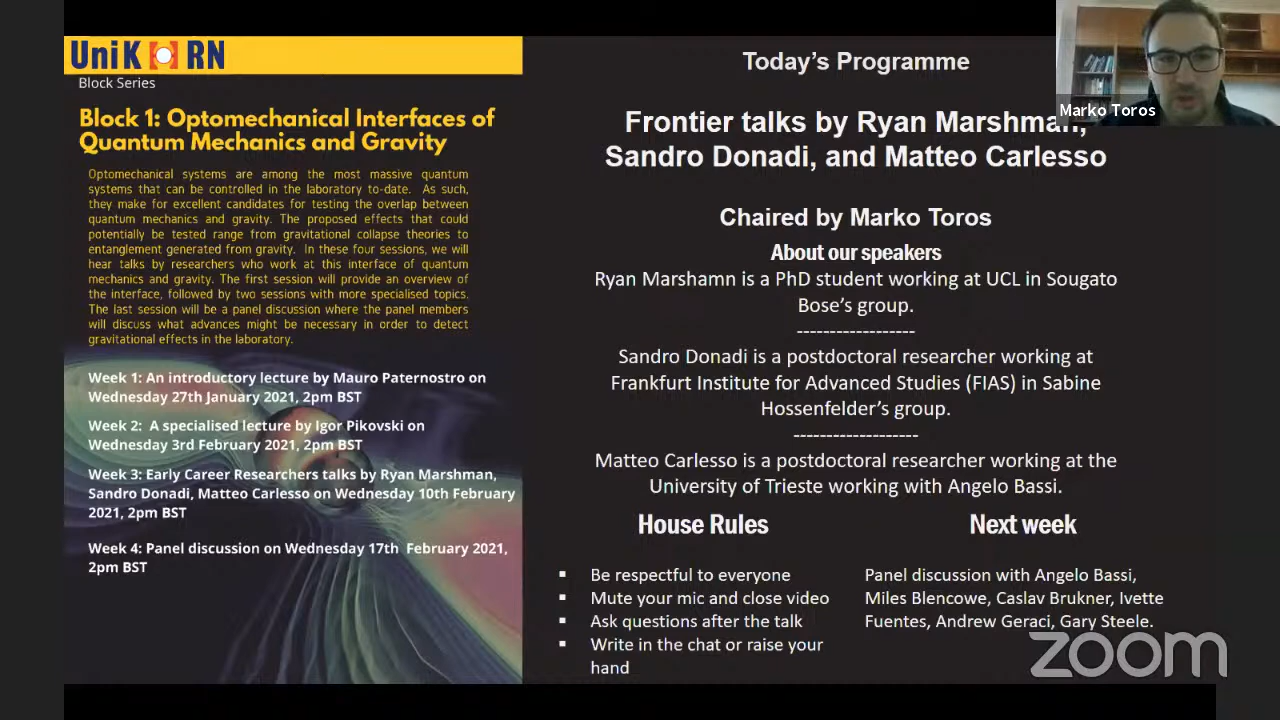 UniK RN
Block Series
Block 1: Optomechanical Interfaces of
Quantum Mechanics and Gravity
Optomechanical systems are among the most massive quantum
systems that can be controlled in the laboratory to-date. As such,
they make for excellent candidates for testing the overlap between
quantum mechanics and gravity. The proposed effects that could
potentially be tested range from gravitational collapse theories to
entanglement generated from gravity. In these four sessions, we will
hear talks by researchers who work at this interface of quantum
mechanics and gravity. The first session will provide an overview of
the interface, followed by two sessions with more specialised topics.
The last session will be a panel discussion where the panel members
will discuss what advances might be necessary in order to detect
gravitational effects in the laboratory.
Week 1: An introductory lecture by Mauro Paternostro on
Wednesday 27th January 2021, 2pm BST
Week 2: A specialised lecture by Igor Pikovski on
Wednesday 3rd February 2021, 2pm BST
Week 3: Early Career Researchers talks by Ryan Marshman,
Sandro Donadi, Matteo Carlesso on Wednesday 10th February
2021, 2pm BST
Week 4: Panel discussion on Wednesday 17th February 2021,
2pm BST
Today's Programme
Frontier talks by Ryan Marshman,
Sandro Donadi, and Matteo Carlesso
Chaired by Marko Toros
About our speakers
Ryan Marshamn is a PhD student working at UCL in Sougato
Bose's group.
------------------
Sandro Donadi is a postdoctoral researcher working at
Frankfurt Institute for Advanced Studies (FIAS) in Sabine
Hossenfelder's group.
-------------------
Matteo Carlesso is a postdoctoral researcher working at the
University of Trieste working with Angelo Bassi.
House Rules
Be respectful to everyone
Mute your mic and close video
Ask questions after the talk
Write in the chat or raise your
hand
Next week
Panel discussion with Angelo Bassi,
Miles Blencowe, Caslav Brukner, Ivette
Fuentes, Andrew Geraci, Gary Steele.
Marko Toros
zoom